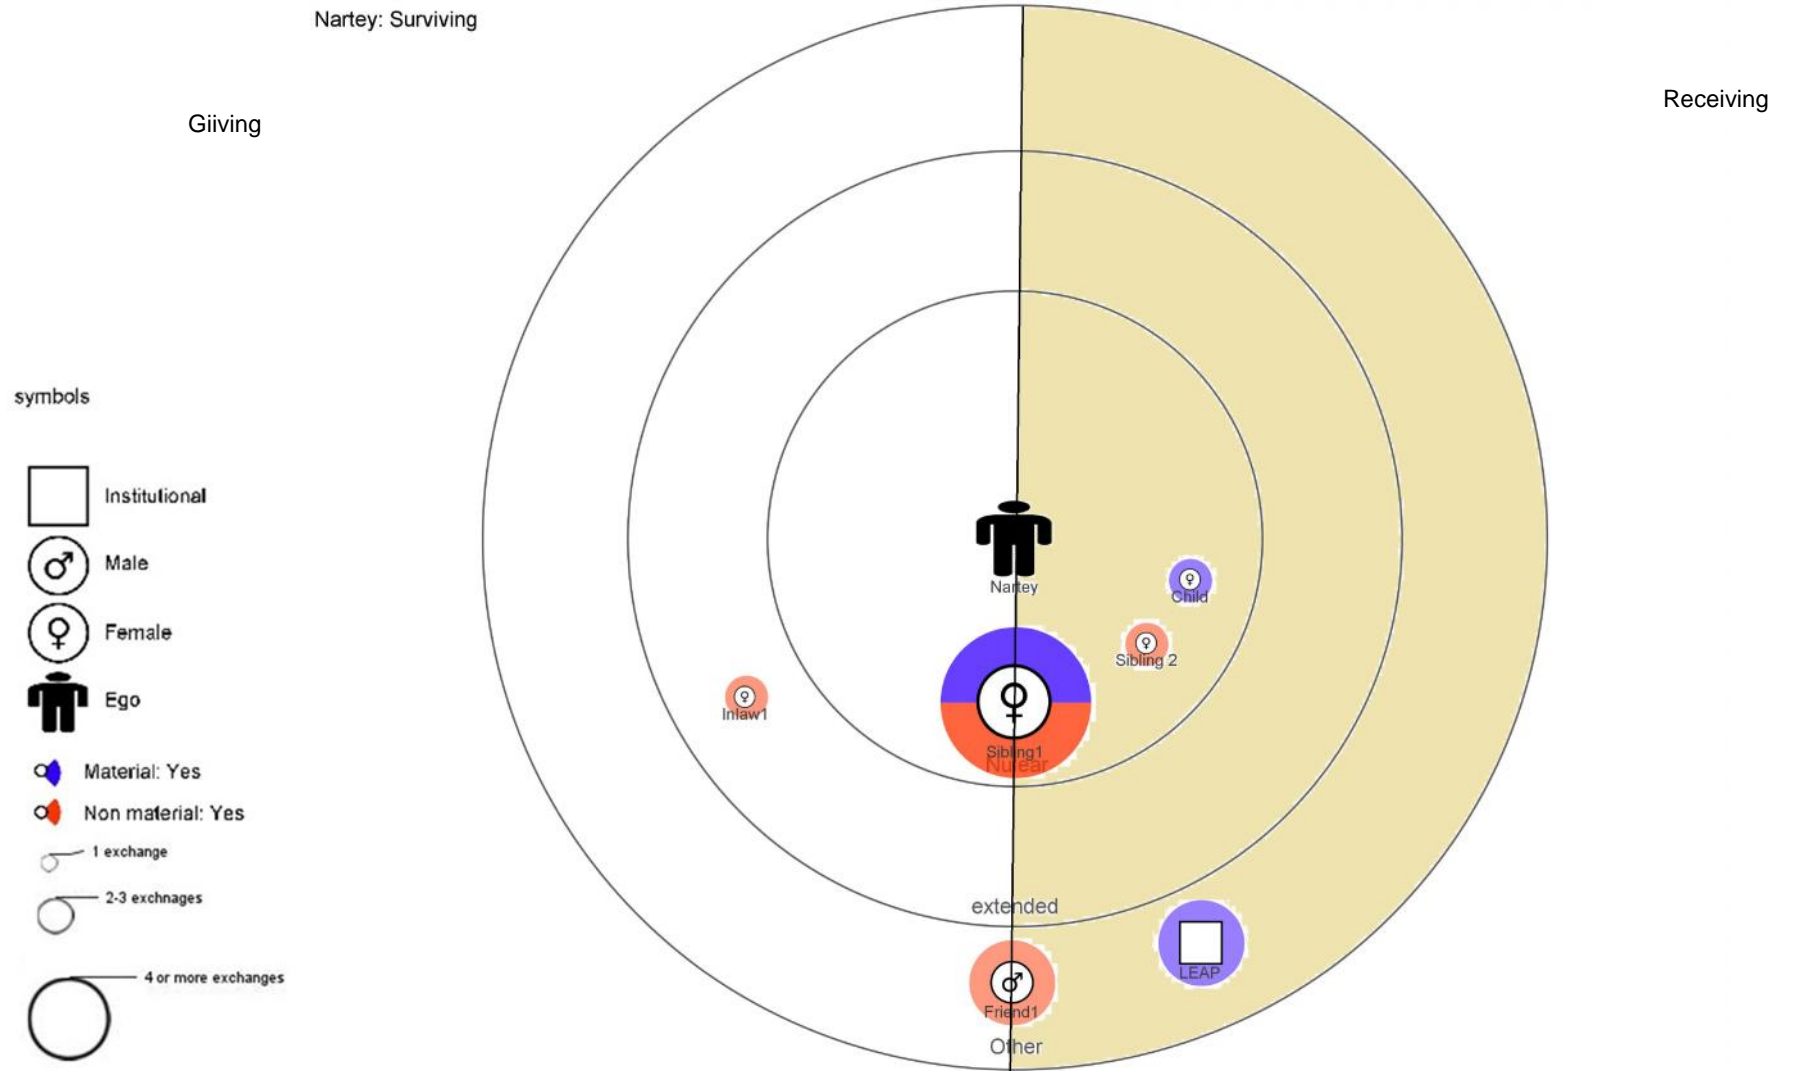 Nartey: Surviving
Giiving
Receiving
symbols
Institutional
Male
Female
Ego
Material: Yes
Non material: Yes
1 exchange
2-3 exchnages
4 or more exchanges
Nartey
Child
Sibling 2
Inlaw1
Sibling1
Nulear
extended
LEAP
Friend1
Other